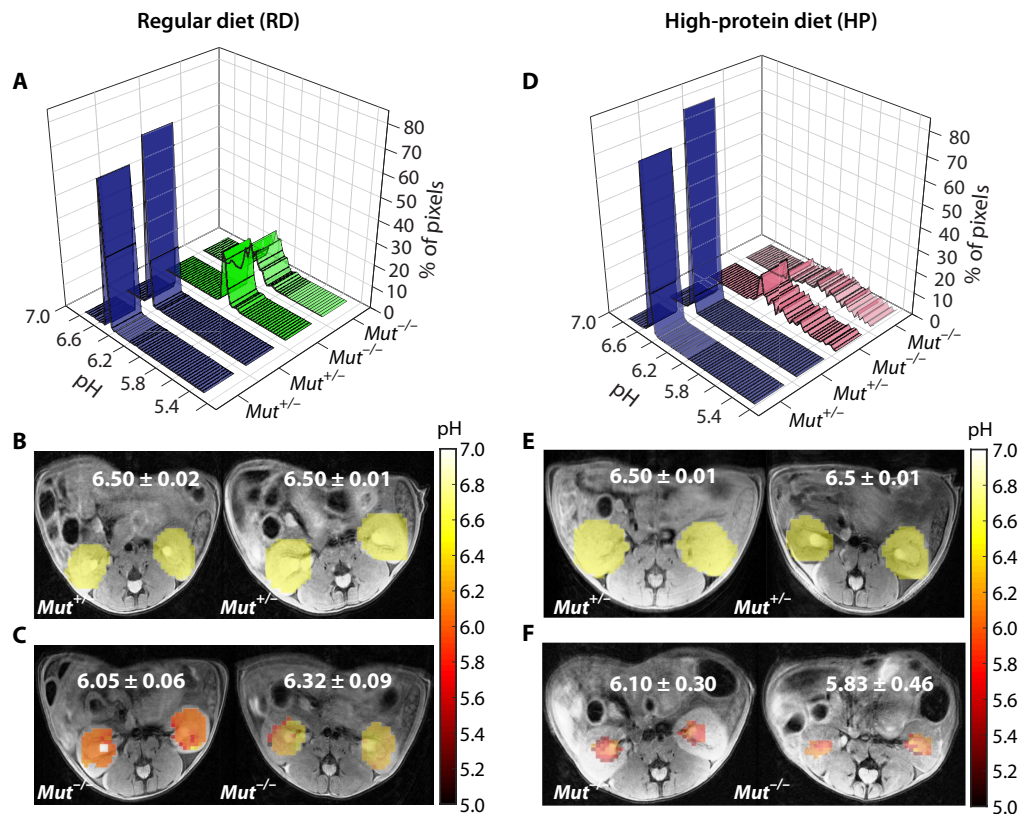 Regular diet (RD)
High-protein diet (HP)
A
80
70
60
50
40
30
20
10
0
% of pixels
7.0
6.6
6.2
5.8
5.4
pH
Mut⁻/⁻
Mut⁻/⁻
Mut⁺/⁻
Mut⁺/⁻
D
80
70
60
50
40
30
20
10
0
% of pixels
7.0
6.6
6.2
5.8
5.4
pH
Mut⁻/⁻
Mut⁻/⁻
Mut⁺/⁻
Mut⁺/⁻
B
6.50 ± 0.02
6.50 ± 0.01
Mut⁺/⁻
Mut⁺/⁻
C
6.05 ± 0.06
6.32 ± 0.09
Mut⁻/⁻
Mut⁻/⁻
pH
7.0
6.8
6.6
6.4
6.2
6.0
5.8
5.6
5.4
5.2
5.0
E
6.50 ± 0.01
6.5 ± 0.01
Mut⁺/⁻
Mut⁺/⁻
F
6.10 ± 0.30
5.83 ± 0.46
Mut⁻/⁻
Mut⁻/⁻
pH
7.0
6.8
6.6
6.4
6.2
6.0
5.8
5.6
5.4
5.2
5.0